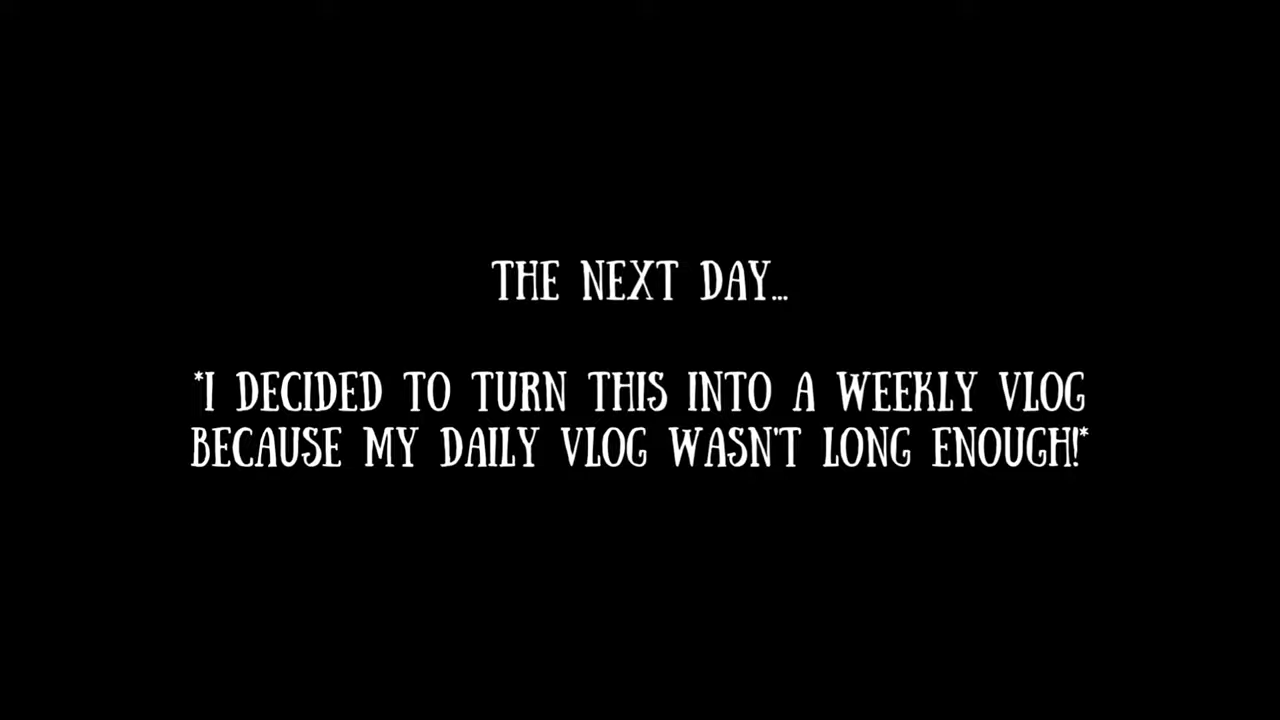 THE NEXT DAY...
*I DECIDED TO TURN THIS INTO A WEEKLY VLOG
BECAUSE MY DAILY VLOG WASN'T LONG ENOUGH!*